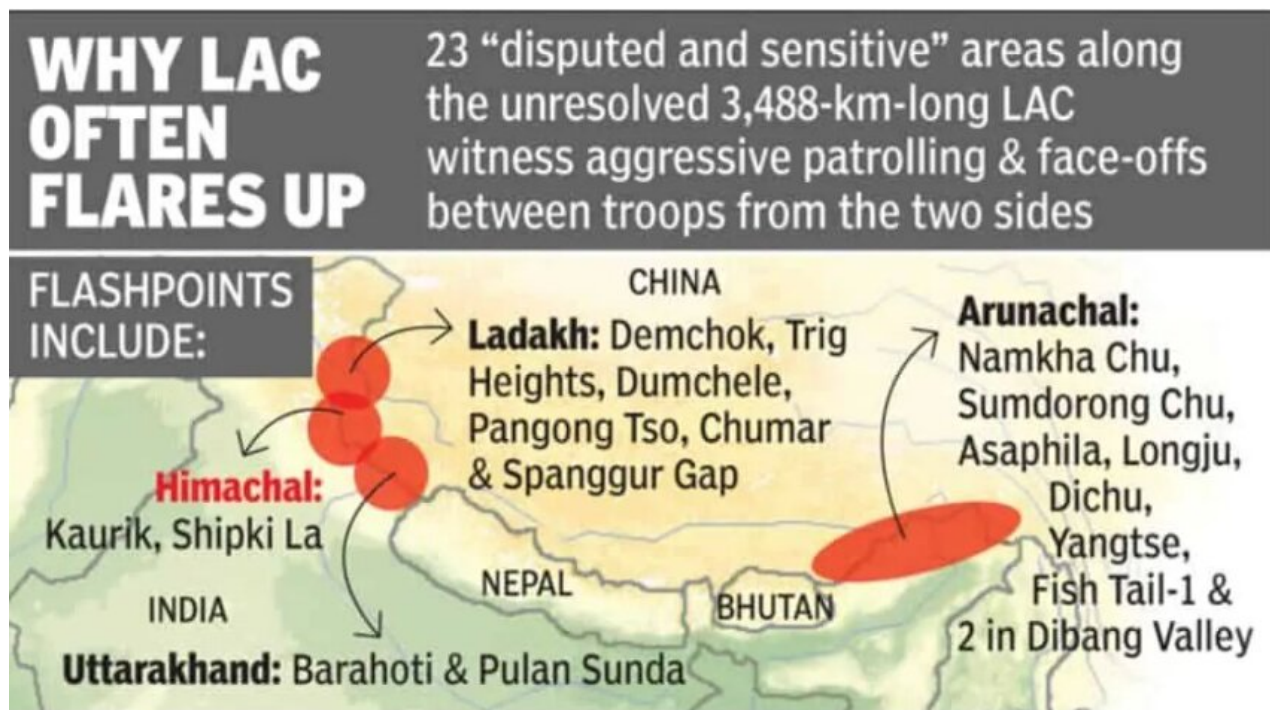 WHY LAC
OFTEN
FLARES UP
23 “disputed and sensitive” areas along
the unresolved 3,488-km-long LAC
witness aggressive patrolling & face-offs
between troops from the two sides
FLASHPOINTS
INCLUDE:
CHINA
Ladakh: Demchok, Trig
Heights, Dumchele,
Pangong Tso, Chumar
& Spanggur Gap
Arunachal:
Namkha Chu,
Sumdorong Chu,
Asaphila, Longju,
Dichu,
Yangtse,
Fish Tail-1 &
2 in Dibang Valley
Himachal:
Kaurik, Shipki La
NEPAL
BHUTAN
INDIA
Uttarakhand: Barahoti & Pulan Sunda